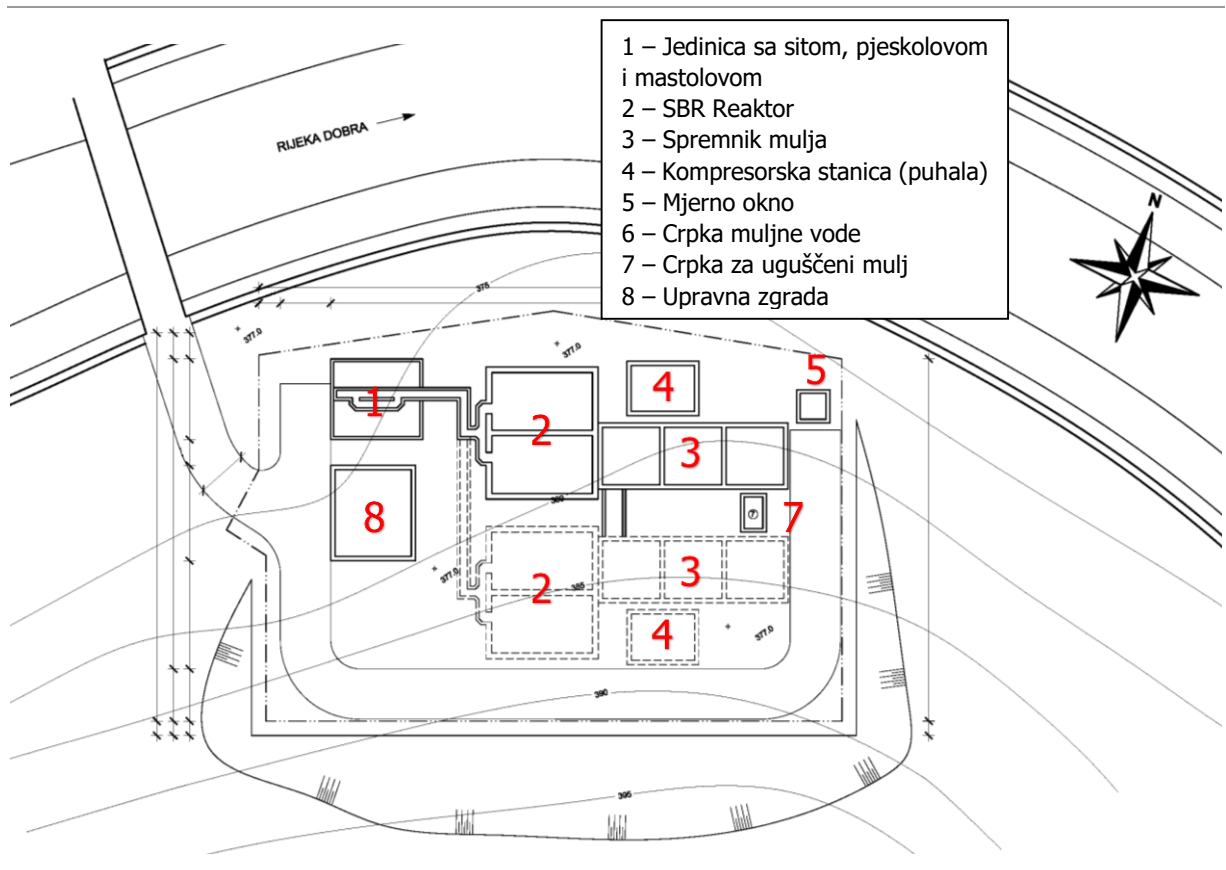 1 – Jedinica sa sitom, pjeskolovom
i mastolovom
2 – SBR Reaktor
3 – Spremnik mulja
4 – Kompresorska stanica (puhala)
5 – Mjerno okno
6 – Crpka muljne vode
7 – Crpka za ugušćeni mulj
8 – Upravna zgrada
RIJEKA DOBRA
N
375
377.0
377.0
5
4
1
2
3
380
7
7
8
377.0
2
385
3
4
377.0
390
395